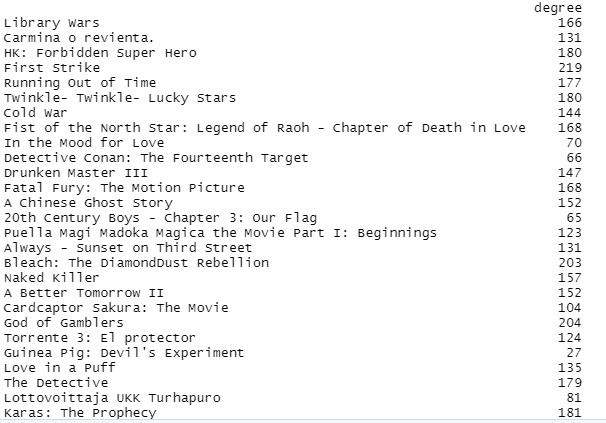 degree
Library Wars 166
Carmina o revienta. 131
HK: Forbidden Super Hero 180
First Strike 219
Running Out of Time 177
Twinkle- Twinkle- Lucky Stars 180
Cold War 144
Fist of the North Star: Legend of Raoh - Chapter of Death in Love 168
In the Mood for Love 70
Detective Conan: The Fourteenth Target 66
Drunken Master III 147
Fatal Fury: The Motion Picture 168
A Chinese Ghost Story 152
20th Century Boys - Chapter 3: Our Flag 65
Puella Magi Madoka Magica the Movie Part I: Beginnings 123
Always - Sunset on Third Street 131
Bleach: The DiamondDust Rebellion 203
Naked Killer 157
A Better Tomorrow II 152
Cardcaptor Sakura: The Movie 104
God of Gamblers 204
Torrente 3: El protector 124
Guinea Pig: Devil's Experiment 27
Love in a Puff 135
The Detective 179
Lottovoittaja UKK Turhapuro 81
Karas: The Prophecy 181